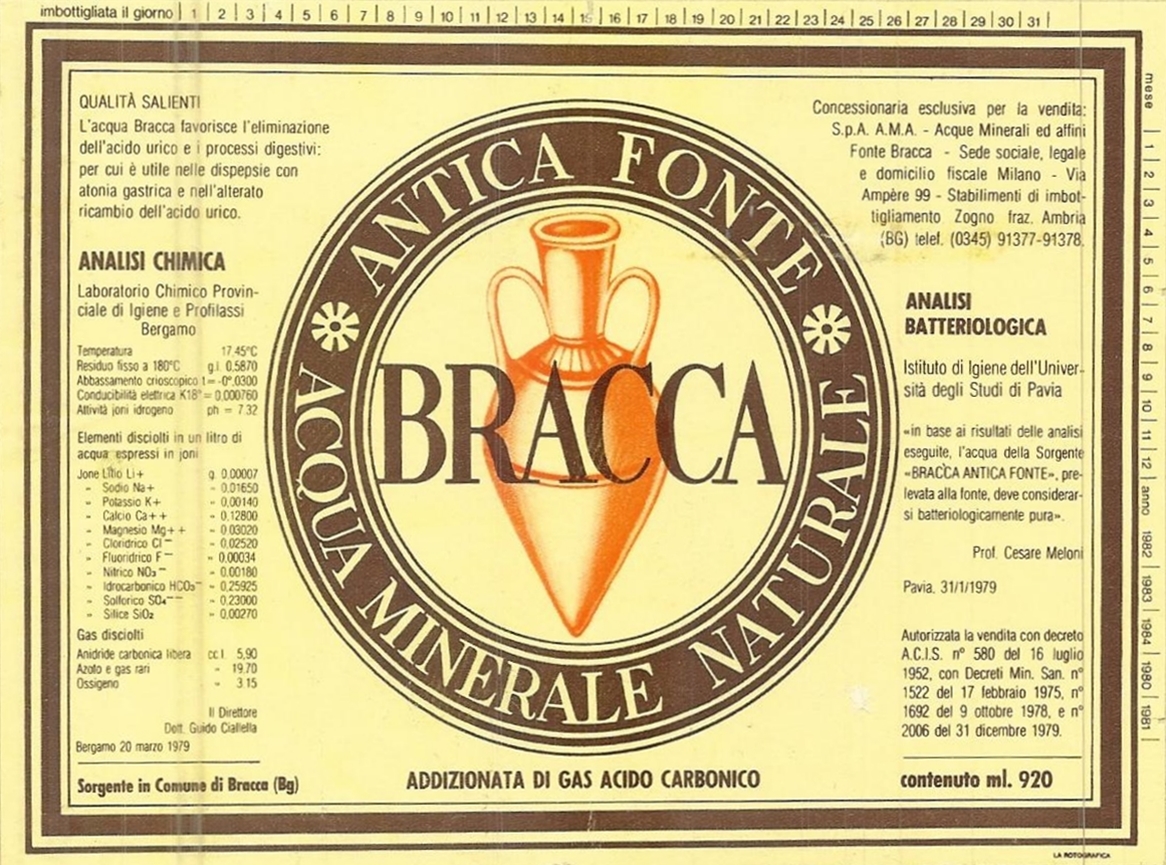 imbottigliata il giorno | 1 | 2 | 3 | 4 | 5 | 6 | 7 | 8 | 9 | 10 | 11 | 12 | 13 | 14 | 15 | 16 | 17 | 18 | 19 | 20 | 21 | 22 | 23 | 24 | 25 | 26 | 27 | 28 | 29 | 30 | 31 |
mese | 1 | 2 | 3 | 4 | 5 | 6 | 7 | 8 | 9 | 10 | 11 | 12 | anno | 1982 | 1983 | 1984 | 1980 | 1981 |
QUALITÀ SALIENTI
L'acqua Bracca favorisce l'eliminazione
dell'acido urico e i processi digestivi:
per cui è utile nelle dispepsie con
atonia gastrica e nell'alterato
ricambio dell'acido urico.
ANALISI CHIMICA
Laboratorio Chimico Provin-
ciale di Igiene e Profilassi
Bergamo
Temperatura 17.45°C
Residuo fisso a 180°C g.l. 0,5870
Abbassamento crioscopico t = -0°,0300
Conducibilità elettrica K18° = 0,000760
Attività joni idrogeno ph = 7.32
Elementi disciolti in un litro di
acqua espressi in joni
Jone Litio Li+ g. 0,00007
" Sodio Na+ " 0,01650
" Potassio K+ " 0,00140
" Calcio Ca++ " 0,12800
" Magnesio Mg++ " 0,03020
" Cloridrico Cl⁻ " 0,02520
" Fluoridrico F⁻ " 0,00034
" Nitrico NO₃⁻ " 0,00180
" Idrocarbonico HCO₃⁻ " 0,25925
" Solforico SO₄⁻⁻ " 0,23000
" Silice SiO₂ " 0,00270
Gas disciolti
Anidride carbonica libera cc l. 5,90
Azoto e gas rari " 19.70
Ossigeno " 3.15
Il Direttore
Dott. Guido Ciallella
Bergamo 20 marzo 1979
Sorgente in Comune di Bracca (Bg)
ANTICA FONTE
BRACCA
ACQUA MINERALE NATURALE
ADDIZIONATA DI GAS ACIDO CARBONICO
Concessionaria esclusiva per la vendita:
S.p.A. A.M.A. - Acque Minerali ed affini
Fonte Bracca - Sede sociale, legale
e domicilio fiscale Milano - Via
Ampère 99 - Stabilimenti di imbot-
tigliamento Zogno fraz. Ambria
(BG) telef. (0345) 91377-91378.
ANALISI
BATTERIOLOGICA
Istituto di Igiene dell'Univer-
sità degli Studi di Pavia
«in base ai risultati delle analisi
eseguite, l'acqua della Sorgente
«BRACCA ANTICA FONTE», pre-
levata alla fonte, deve considerar-
si batteriologicamente pura».
Prof. Cesare Meloni
Pavia, 31/1/1979
Autorizzata la vendita con decreto
A.C.I.S. n° 580 del 16 luglio
1952, con Decreti Min. San. n°
1522 del 17 febbraio 1975, n°
1692 del 9 ottobre 1978, e n°
2006 del 31 dicembre 1979.
contenuto ml. 920
LA ROTOGRAFICA